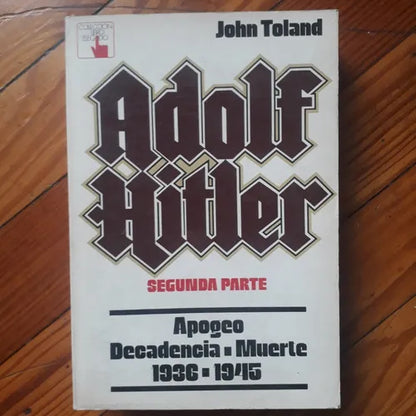 John Toland
Adolf
Hitler
SEGUNDA PARTE
Apogeo
Decadencia ▪ Muerte
1936 ▪ 1945